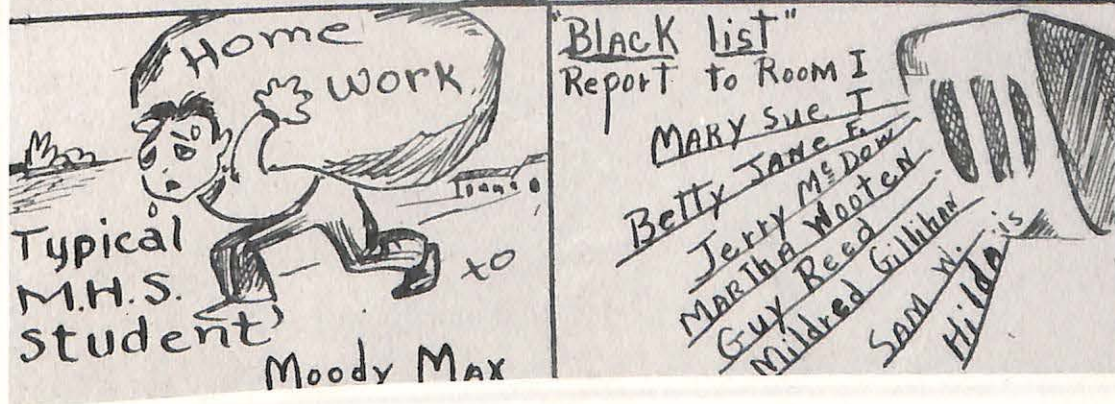 Home
Work
Typical
M.H.S.
Student
to
Moody Max
"Black list"
Report to Room I
Mary Sue T
Betty Jane F.
Jerry McDow
Martha Wooten
Guy Reed
Mildred Gillihan
Sam W.
Hilda is